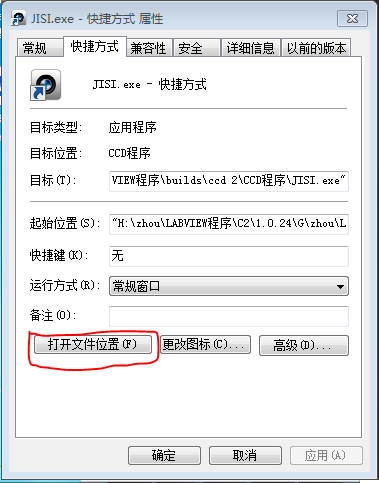 JISI.exe - 快捷方式 属性
常规 快捷方式 兼容性 安全 详细信息 以前的版本
JISI.exe - 快捷方式
目标类型: 应用程序
目标位置: CCD程序
目标(T): VIEW程序\builds\ccd 2\CCD程序\JISI.exe"
起始位置(S): "H:\zhou\LABVIEW程序\C2\1.0.24\G\zhou\L
快捷键(K): 无
运行方式(R): 常规窗口
备注(O):
打开文件位置(F) 更改图标(C)... 高级(D)...
确定 取消 应用(A)